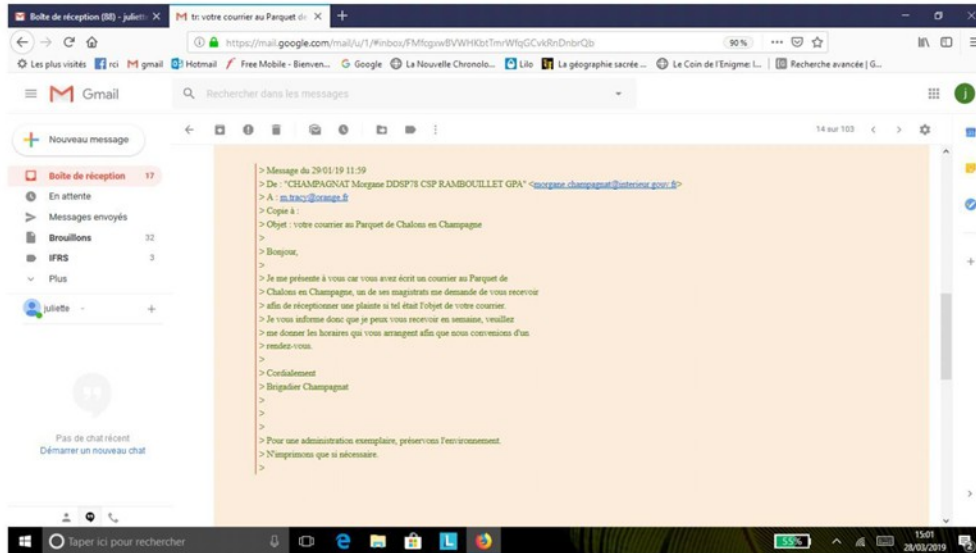 Boîte de réception (88) - juliett
tr: votre courrier au Parquet de
https://mail.google.com/mail/u/1/#inbox/FMfcgxwBVWHKbtTmrWfqGCvkRnDnbrQb
90%
Les plus visités
rci
gmail
Hotmail
Free Mobile - Bienven...
Google
La Nouvelle Chronolo...
Lilo
La géographie sacrée ...
Le Coin de l'Enigme: l...
Recherche avancée | G...
Gmail
Rechercher dans les messages
j
Nouveau message
14 sur 103
Boîte de réception 17
En attente
Messages envoyés
Brouillons 32
IFRS 3
Plus
juliette
Pas de chat récent
Démarrer un nouveau chat
> Message du 29/01/19 11:59
> De : "CHAMPAGNAT Morgane DDSP78 CSP RAMBOUILLET GPA" <morgane.champagnat@interieur.gouv.fr>
> A : m.tracy@orange.fr
> Copie à :
> Objet : votre courrier au Parquet de Chalons en Champagne
>
> Bonjour,
>
> Je me présente à vous car vous avez écrit un courrier au Parquet de
> Chalons en Champagne, un de ses magistrats me demande de vous recevoir
> afin de réceptionner une plainte si tel était l'objet de votre courrier.
> Je vous informe donc que je peux vous recevoir en semaine, veuillez
> me donner les horaires qui vous arrangent afin que nous convenions d'un
> rendez-vous.
>
> Cordialement
> Brigadier Champagnat
>
>
>
> Pour une administration exemplaire, préservons l'environnement.
> N'imprimons que si nécessaire.
>
Taper ici pour rechercher
55%
15:01
28/03/2019